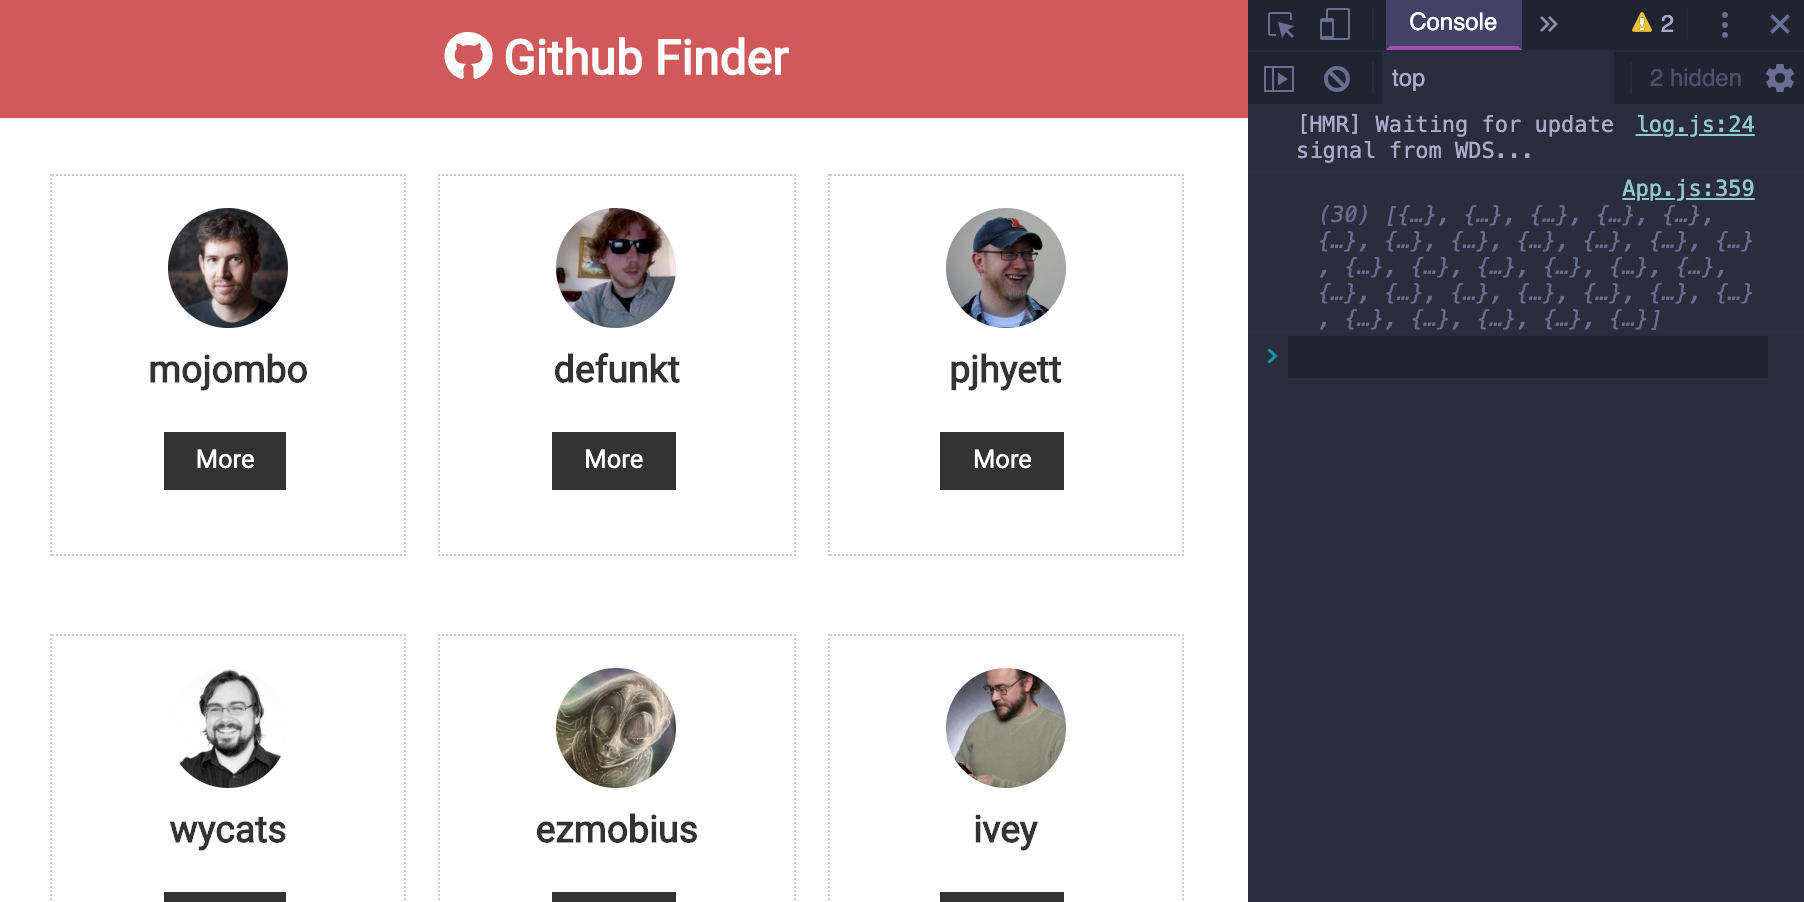 Github Finder
mojombo
defunkt
pjhyett
More
More
More
wycats
ezmobius
ivey
Console
2
top
2 hidden
[HMR] Waiting for update log.js:24
signal from WDS...
App.js:359
(30) [{…}, {…}, {…}, {…}, {…},
{…}, {…}, {…}, {…}, {…}, {…}, {…}
, {…}, {…}, {…}, {…}, {…}, {…},
{…}, {…}, {…}, {…}, {…}, {…}, {…}
, {…}, {…}, {…}, {…}, {…}]